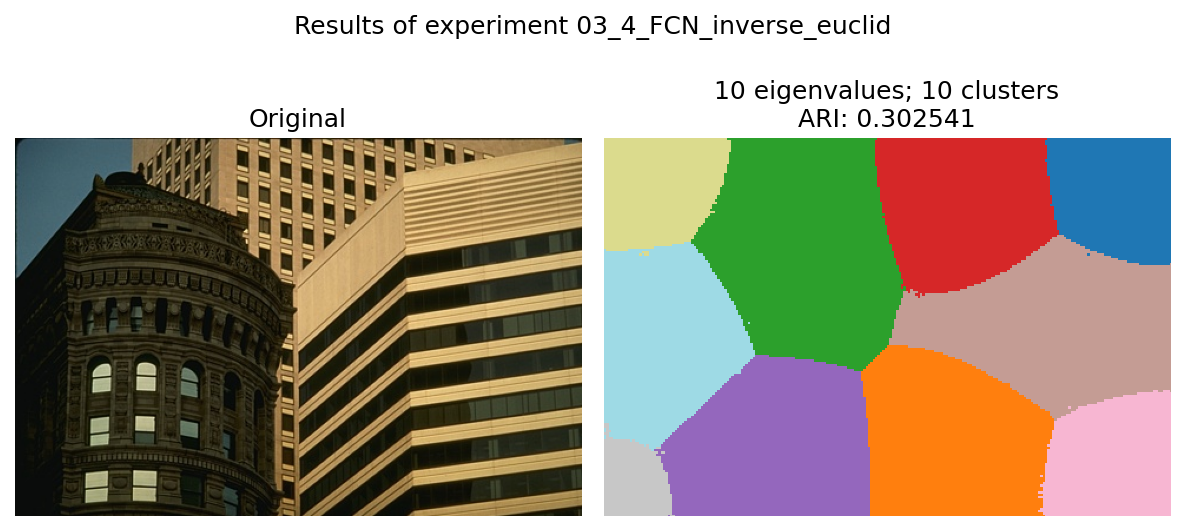 Results of experiment 03_4_FCN_inverse_euclid
Original
10 eigenvalues; 10 clusters
ARI: 0.302541